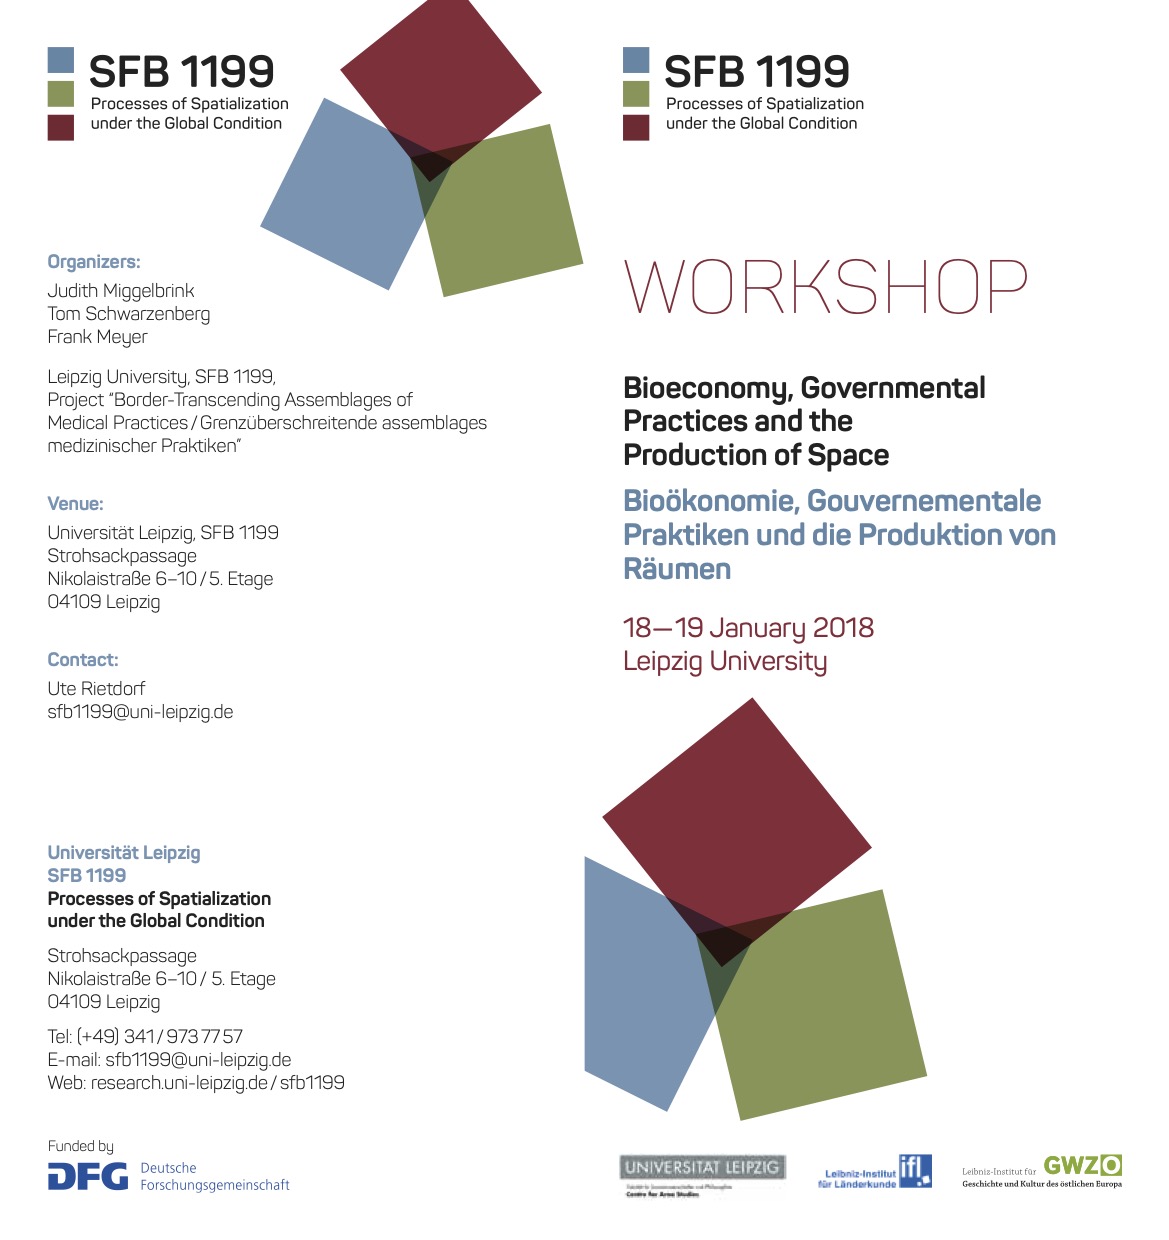 SFB 1199
Processes of Spatialization
under the Global Condition
Organizers:
Judith Miggelbrink
Tom Schwarzenberg
Frank Meyer
Leipzig University, SFB 1199,
Project “Border-Transcending Assemblages of
Medical Practices / Grenzüberschreitende assemblages
medizinischer Praktiken”
Venue:
Universität Leipzig, SFB 1199
Strohsackpassage
Nikolaistraße 6–10 / 5. Etage
04109 Leipzig
Contact:
Ute Rietdorf
sfb1199@uni-leipzig.de
Universität Leipzig
SFB 1199
Processes of Spatialization
under the Global Condition
Strohsackpassage
Nikolaistraße 6–10 / 5. Etage
04109 Leipzig
Tel: (+49) 341 / 973 77 57
E-mail: sfb1199@uni-leipzig.de
Web: research.uni-leipzig.de / sfb1199
Funded by
DFG Deutsche
Forschungsgemeinschaft
SFB 1199
Processes of Spatialization
under the Global Condition
WORKSHOP
Bioeconomy, Governmental
Practices and the
Production of Space
Bioökonomie, Gouvernementale
Praktiken und die Produktion von
Räumen
18—19 January 2018
Leipzig University
UNIVERSITÄT LEIPZIG
Centre for Area Studies
Leibniz-Institut
für Länderkunde
ifl
Leibniz-Institut für GWZO
Geschichte und Kultur des östlichen Europa